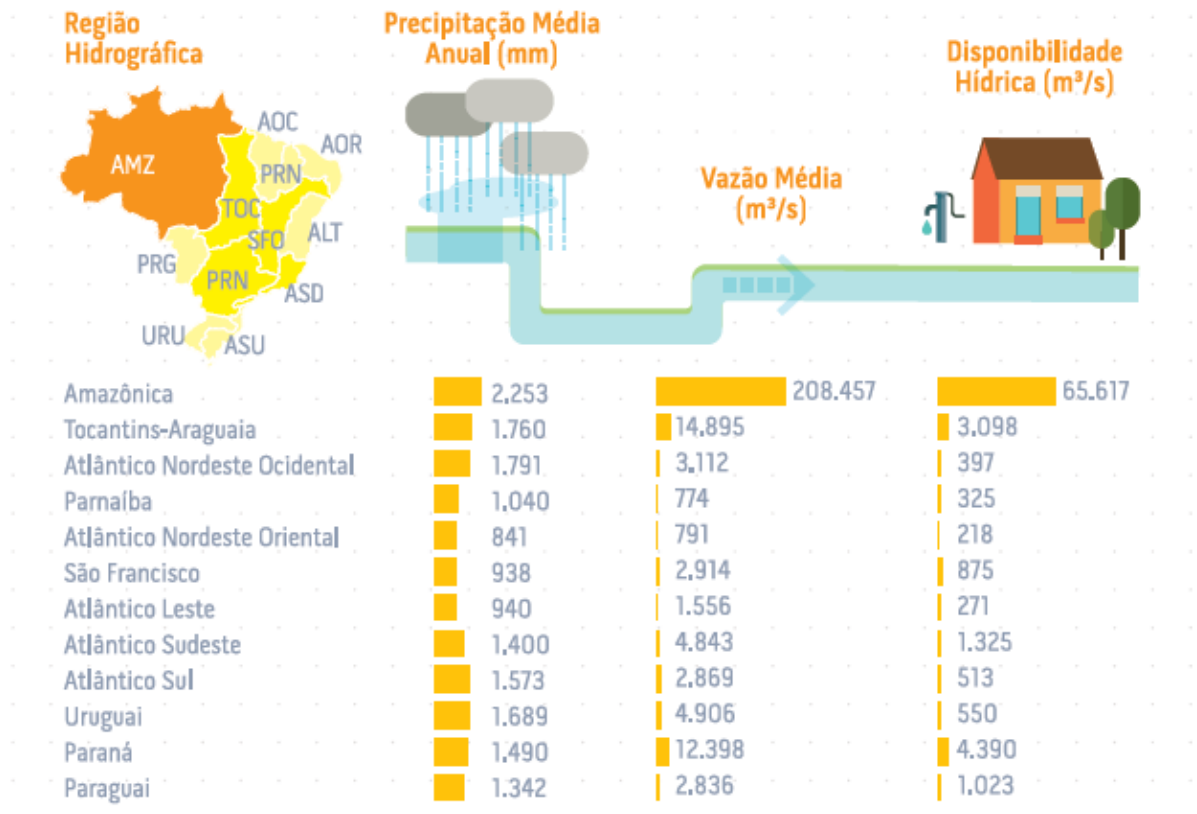 Região
Hidrográfica
Precipitação Média
Anual (mm)
Disponibilidade
Hídrica (m³/s)
Vazão Média
(m³/s)
AOC
AOR
AMZ
PRN
TOC
SFO
ALT
PRG
PRN
ASD
URU
ASU
Amazônica 2,253 208.457 65.617
Tocantins-Araguaia 1.760 14.895 3.098
Atlântico Nordeste Ocidental 1.791 3.112 397
Parnaíba 1,040 774 325
Atlântico Nordeste Oriental 841 791 218
São Francisco 938 2.914 875
Atlântico Leste 940 1.556 271
Atlântico Sudeste 1,400 4.843 1.325
Atlântico Sul 1.573 2.869 513
Uruguai 1.689 4.906 550
Paraná 1,490 12.398 4.390
Paraguai 1.342 2.836 1.023